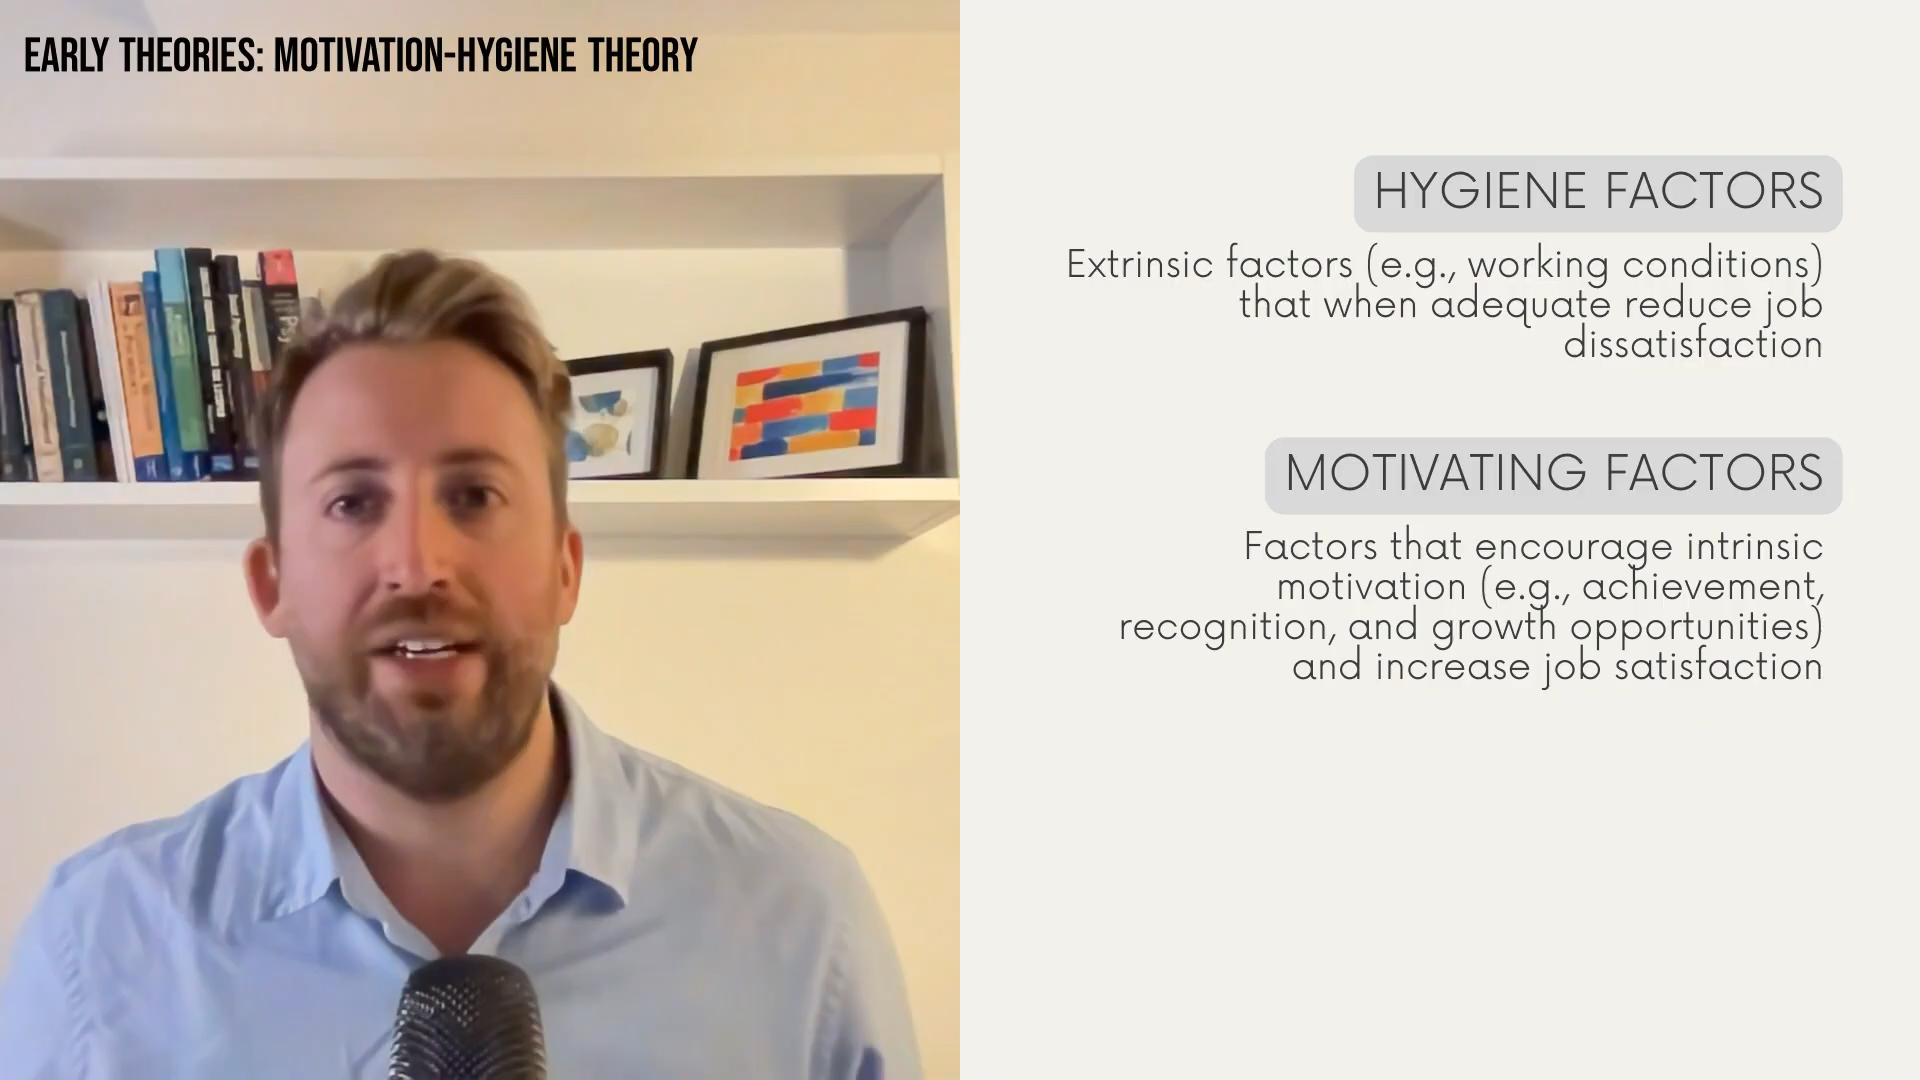 EARLY THEORIES: MOTIVATION-HYGIENE THEORY
HYGIENE FACTORS
Extrinsic factors (e.g., working conditions)
that when adequate reduce job
dissatisfaction
MOTIVATING FACTORS
Factors that encourage intrinsic
motivation (e.g., achievement,
recognition, and growth opportunities)
and increase job satisfaction